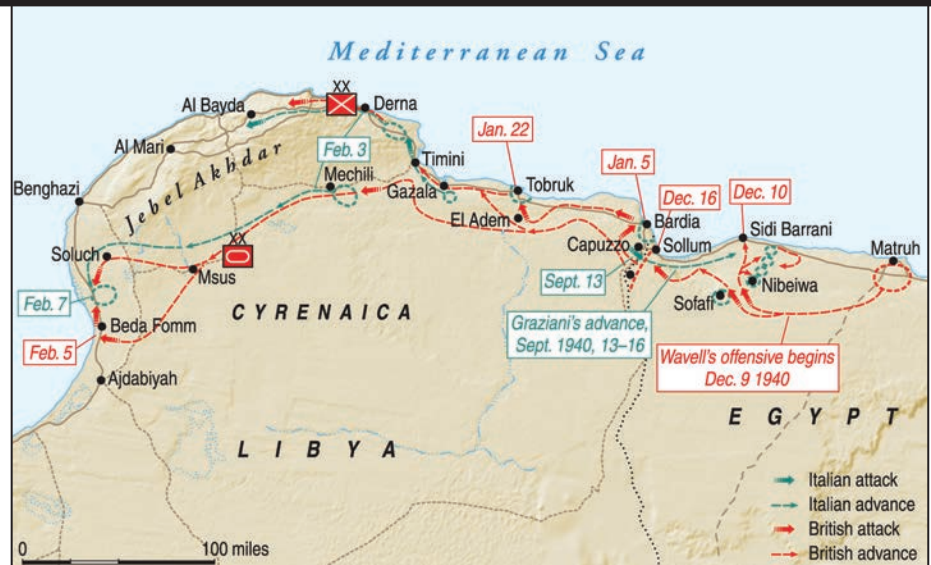 Mediterranean Sea
XX
Al Bayda
Derna
Jan. 22
Al Mari
Feb. 3
Timini
Jan. 5
Jebel Akhdar
Mechili
Gazala
Tobruk
Dec. 16
Dec. 10
Benghazi
El Adem
Bardia
Sidi Barrani
XX
Capuzzo
Sollum
Matruh
Soluch
Msus
Sept. 13
Nibeiwa
Feb. 7
CYRENAICA
Sofafi
Beda Fomm
Graziani's advance,
Sept. 1940, 13–16
Feb. 5
Wavell's offensive begins
Dec. 9 1940
Ajdabiyah
EGYPT
LIBYA
Italian attack
Italian advance
British attack
British advance
0 100 miles